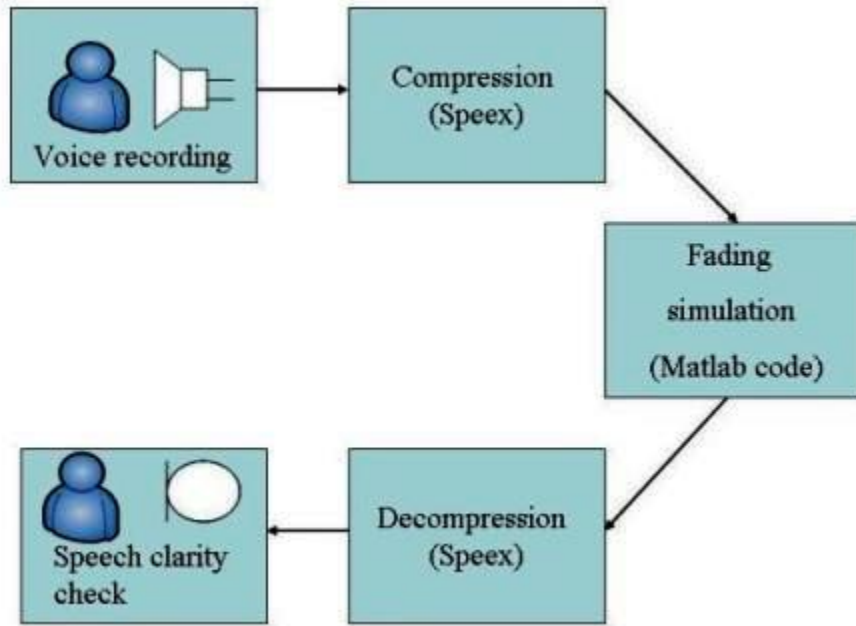 Voice recording
Compression
(Speex)
Fading
simulation
(Matlab code)
Decompression
(Speex)
Speech clarity
check